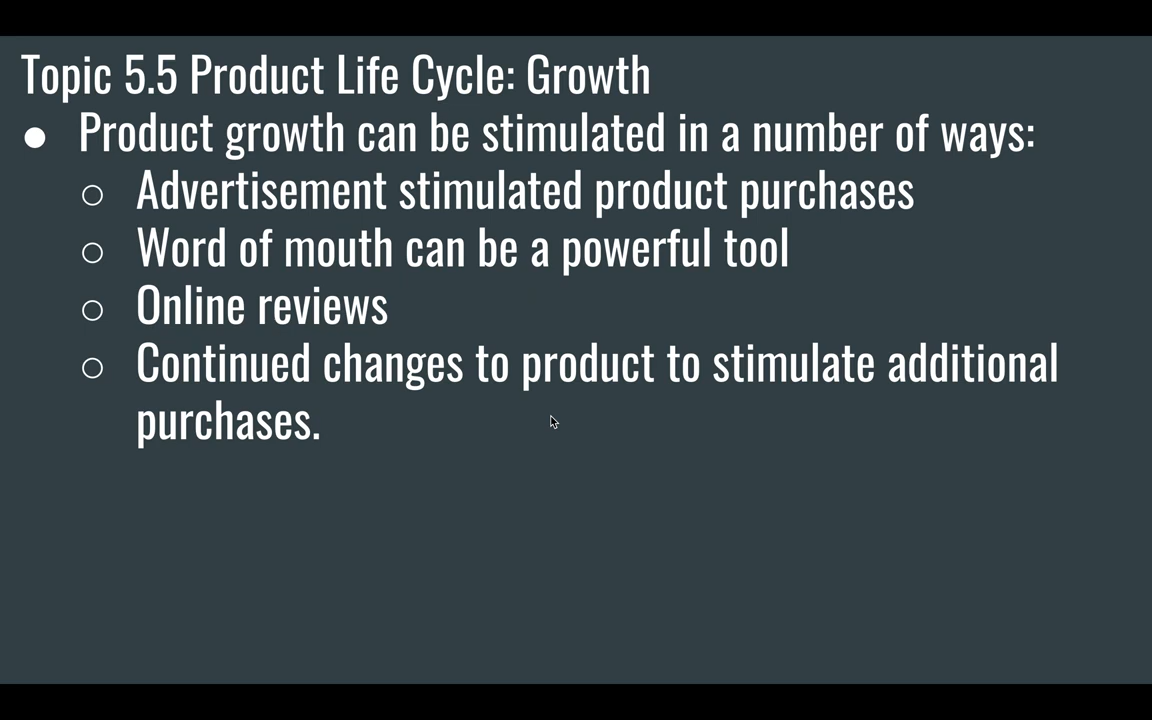 Topic 5.5 Product Life Cycle: Growth
● Product growth can be stimulated in a number of ways:
○ Advertisement stimulated product purchases
○ Word of mouth can be a powerful tool
○ Online reviews
○ Continued changes to product to stimulate additional
purchases.